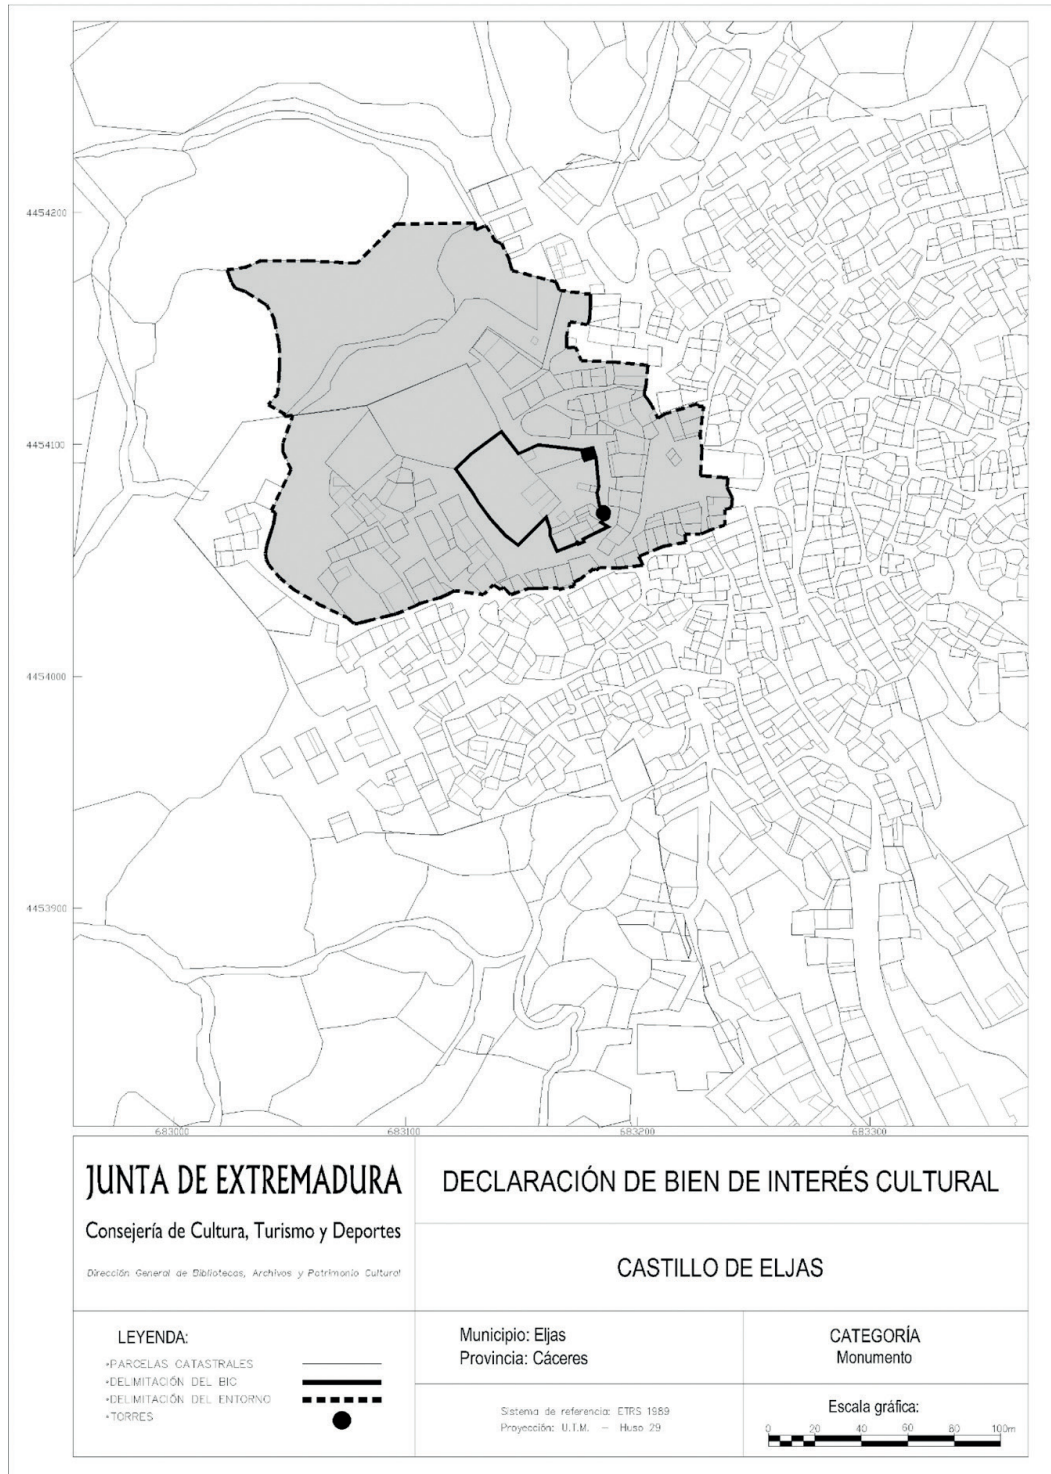 4454200
4454100
4454000
4453900
683000
683100
683200
683300
JUNTA DE EXTREMADURA
Consejería de Cultura, Turismo y Deportes
Dirección General de Bibliotecas, Archivos y Patrimonio Cultural
DECLARACIÓN DE BIEN DE INTERÉS CULTURAL
CASTILLO DE ELJAS
LEYENDA:
•PARCELAS CATASTRALES
•DELIMITACIÓN DEL BIC
•DELIMITACIÓN DEL ENTORNO
•TORRES
Municipio: Eljas
Provincia: Cáceres
CATEGORÍA
Monumento
Sistema de referencia: ETRS 1989
Proyección: U.T.M. – Huso 29
Escala gráfica:
0 20 40 60 80 100m